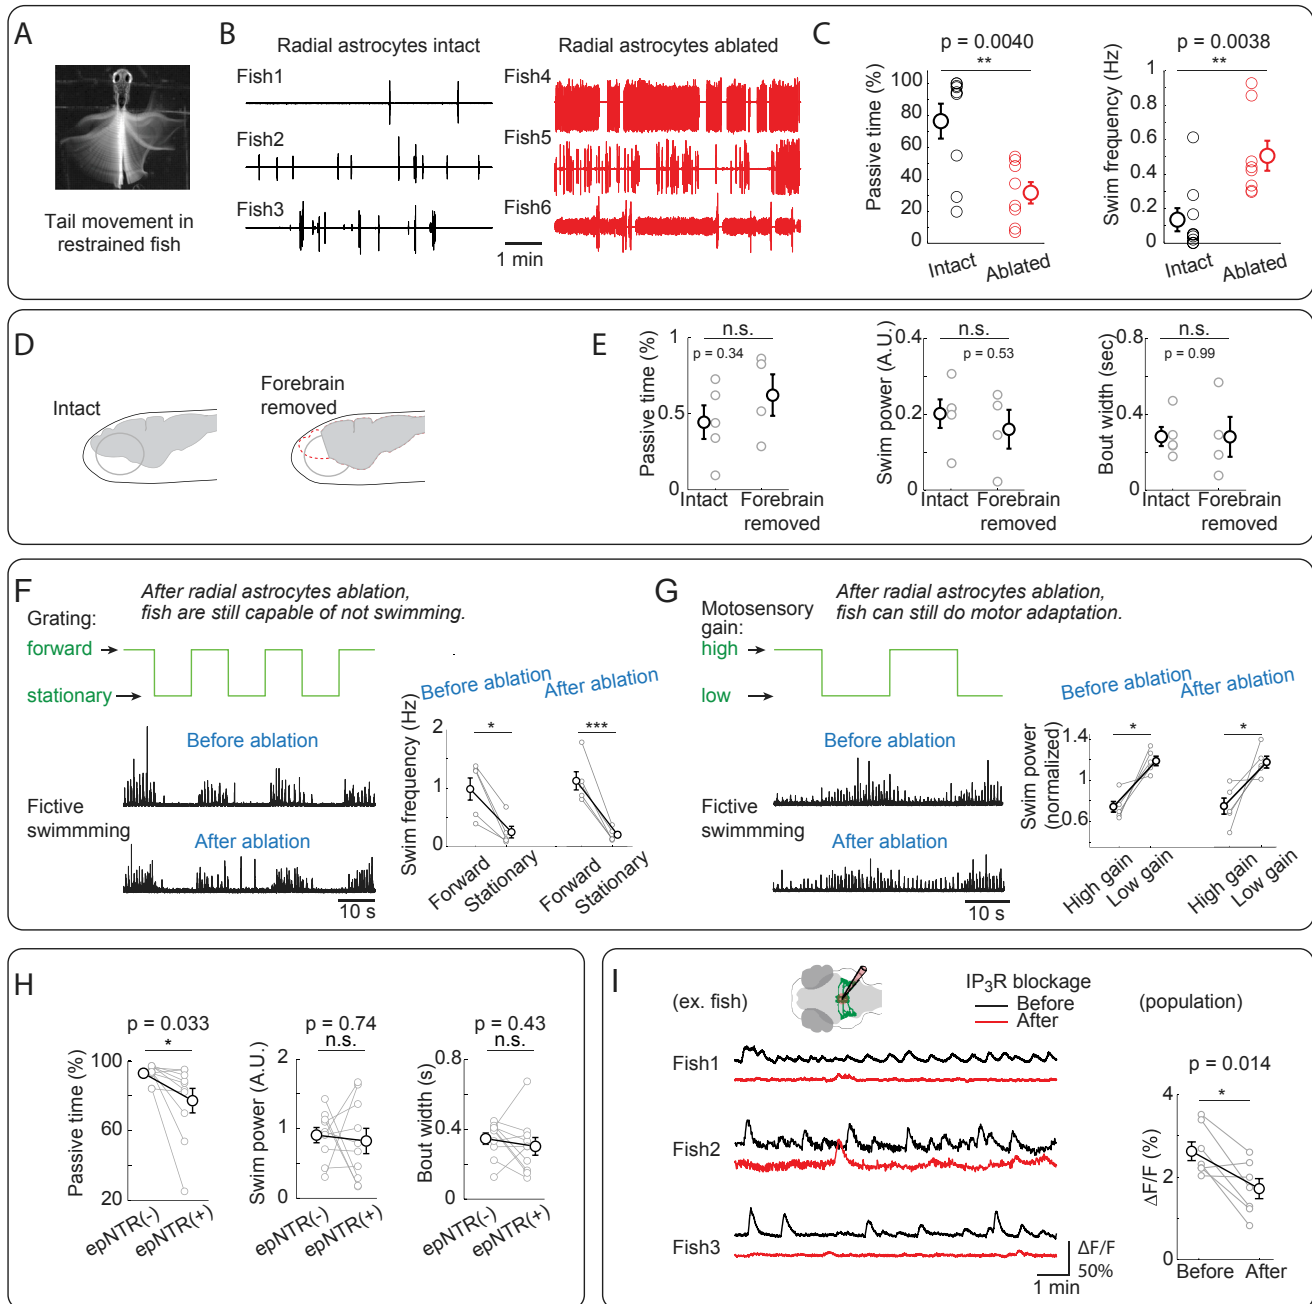 A
Tail movement in
restrained fish
B
Radial astrocytes intact
Fish1
Fish2
Fish3
Radial astrocytes ablated
Fish4
Fish5
Fish6
1 min
C
p = 0.0040
**
Passive time (%)
100
80
60
40
20
0
Intact
Ablated
p = 0.0038
**
Swim frequency (Hz)
1
0.8
0.6
0.4
0.2
0
Intact
Ablated
D
Intact
Forebrain
removed
E
Passive time (%)
1
0.5
0
n.s.
p = 0.34
Intact
Forebrain
removed
Swim power (A.U.)
0.4
0.2
0
n.s.
p = 0.53
Intact
Forebrain
removed
Bout width (sec)
0.8
0.4
0
n.s.
p = 0.99
Intact
Forebrain
removed
F
After radial astrocytes ablation,
fish are still capable of not swimming.
Grating:
forward
stationary
Before ablation
Fictive
swimmming
After ablation
10 s
Before ablation
After ablation
Swim frequency (Hz)
2
1
0
*
***
Forward
Stationary
Forward
Stationary
G
After radial astrocytes ablation,
fish can still do motor adaptation.
Motosensory
gain:
high
low
Before ablation
Fictive
swimmming
After ablation
10 s
Before ablation
After ablation
Swim power
(normalized)
1.4
1
0.6
*
*
High gain
Low gain
High gain
Low gain
H
p = 0.033
*
Passive time (%)
100
60
20
epNTR(-)
epNTR(+)
p = 0.74
n.s.
Swim power (A.U.)
2
1
0
epNTR(-)
epNTR(+)
p = 0.43
n.s.
Bout width (s)
0.8
0.4
0
epNTR(-)
epNTR(+)
I
(ex. fish)
IP3R blockage
Before
After
(population)
Fish1
Fish2
Fish3
ΔF/F
50%
1 min
p = 0.014
*
ΔF/F (%)
4
2
0
Before
After